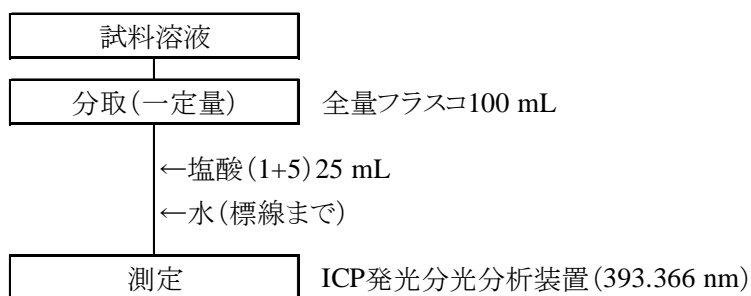 試料溶液
分取(一定量) 全量フラスコ100 mL
←塩酸(1+5)25 mL
←水(標線まで)
測定 ICP発光分光分析装置(393.366 nm)